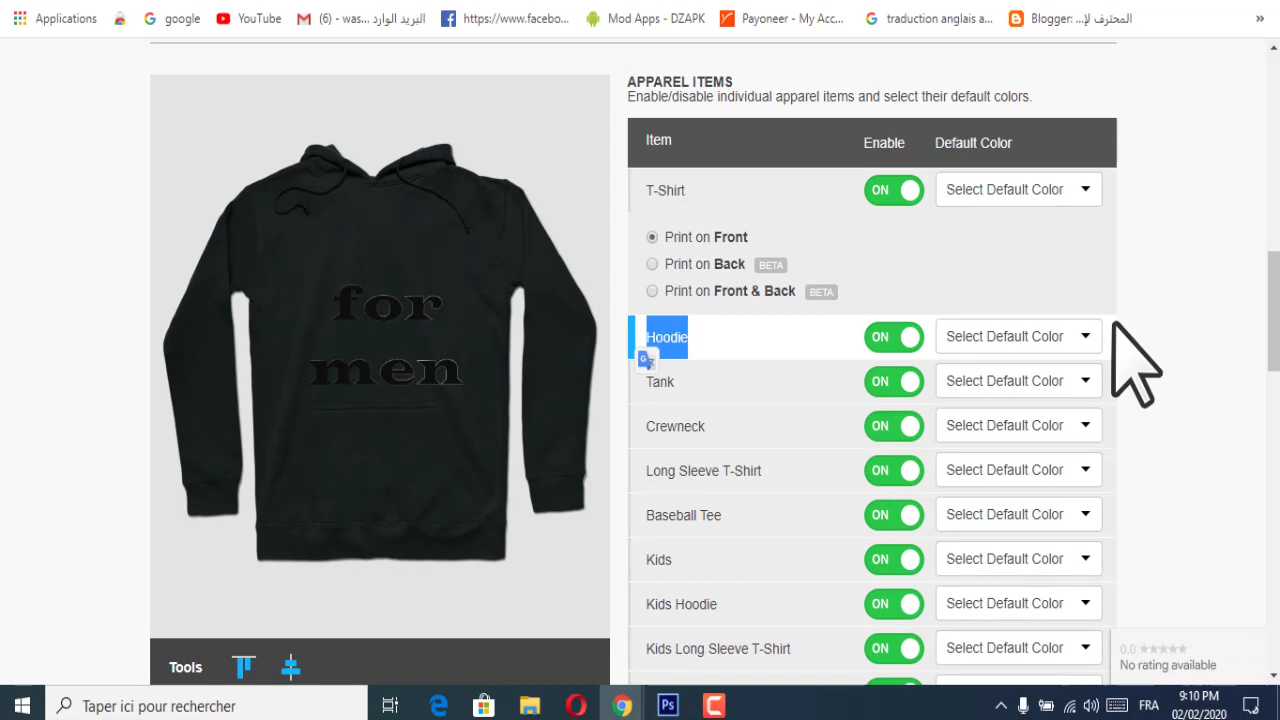 Applications
google
YouTube
(6) - was... البريد الوارد
https://www.facebo...
Mod Apps - DZAPK
Payoneer - My Acc...
traduction anglais a...
Blogger: ...المحترف لإ
»
APPAREL ITEMS
Enable/disable individual apparel items and select their default colors.
Item Enable Default Color
T-Shirt ON Select Default Color
Print on Front
Print on Back BETA
Print on Front & Back BETA
Hoodie ON Select Default Color
Tank ON Select Default Color
Crewneck ON Select Default Color
Long Sleeve T-Shirt ON Select Default Color
Baseball Tee ON Select Default Color
Kids ON Select Default Color
Kids Hoodie ON Select Default Color
Kids Long Sleeve T-Shirt ON Select Default Color
for
men
Tools
0.0
No rating available
Taper ici pour rechercher
Ps
FRA
9:10 PM
02/02/2020